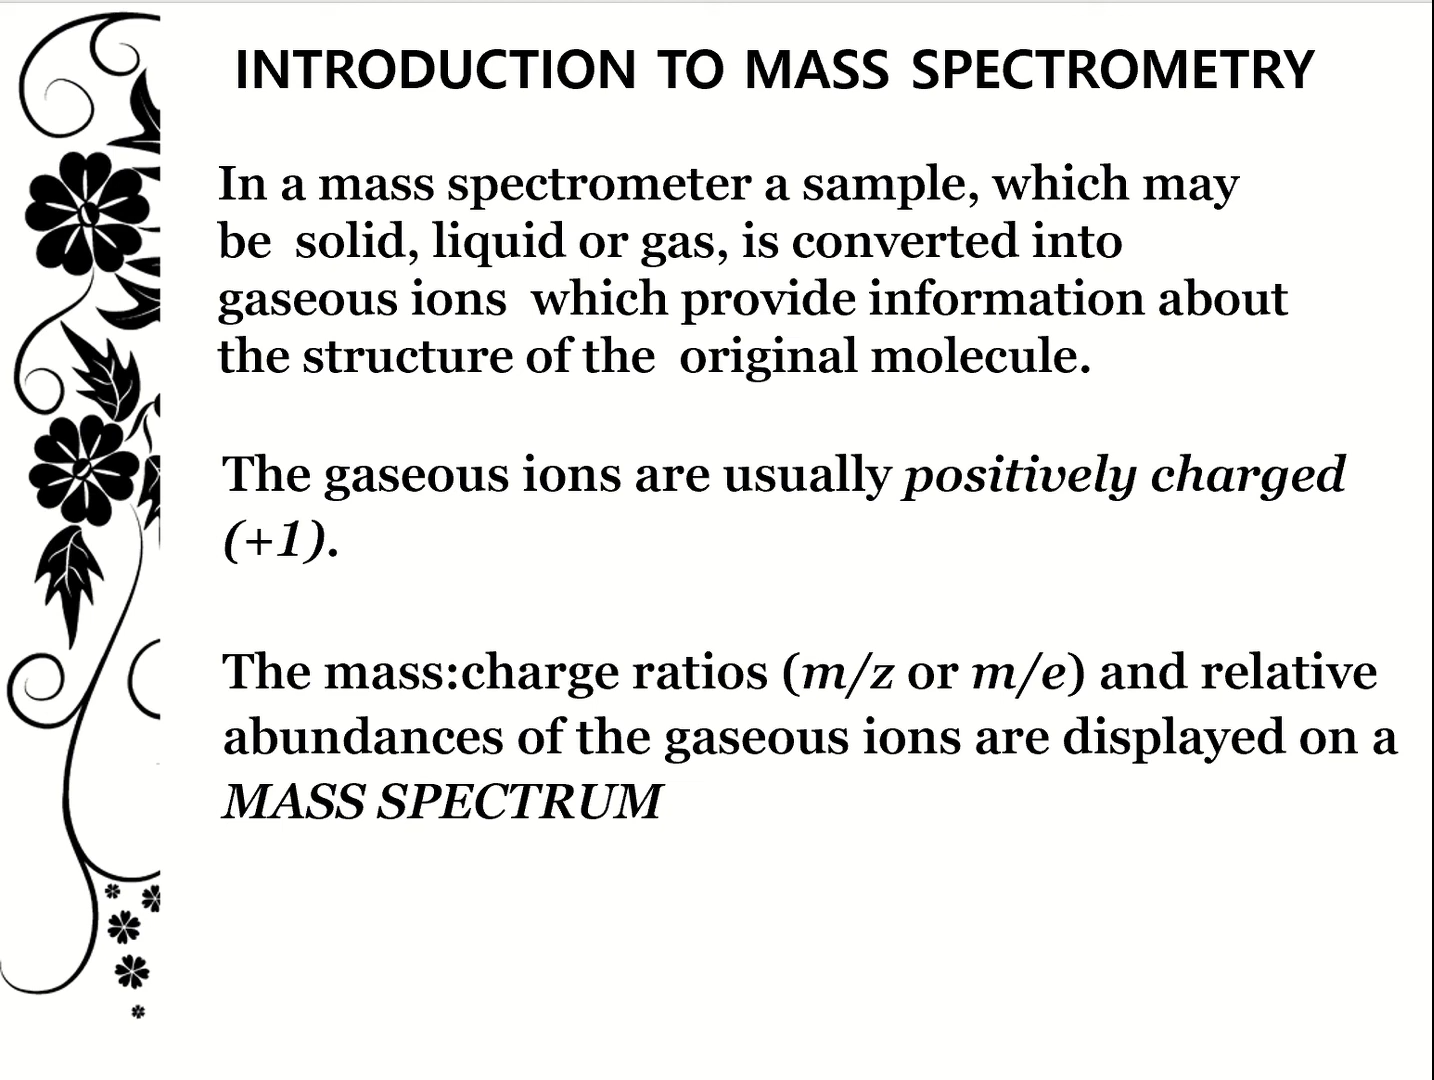 INTRODUCTION TO MASS SPECTROMETRY
In a mass spectrometer a sample, which may
be solid, liquid or gas, is converted into
gaseous ions which provide information about
the structure of the original molecule.
The gaseous ions are usually positively charged
(+1).
The mass:charge ratios (m/z or m/e) and relative
abundances of the gaseous ions are displayed on a
MASS SPECTRUM